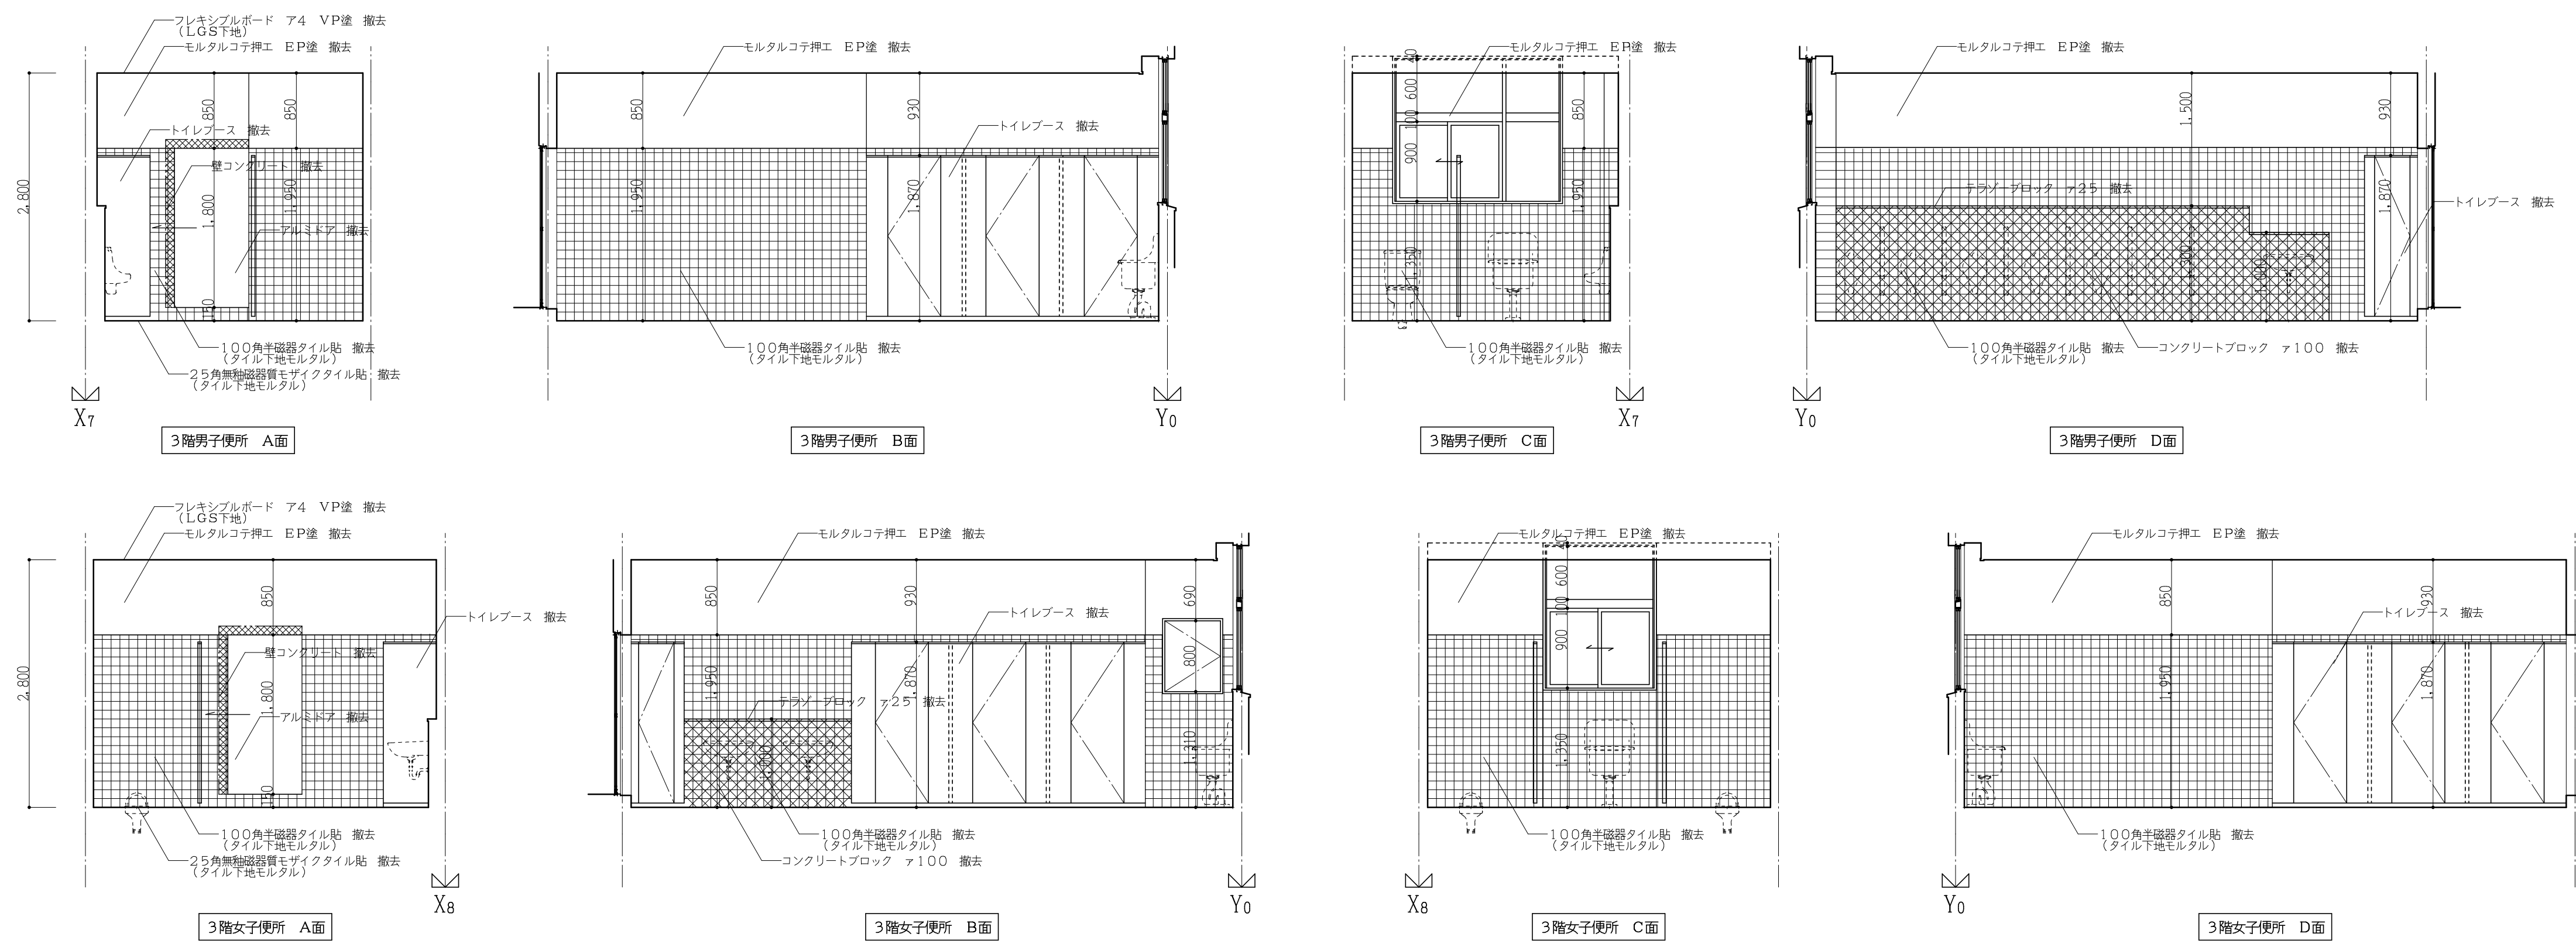 フレキシブルボード　ア4　VP塗　撤去
（LGS下地）
モルタルコテ押エ　EP塗　撤去
トイレブース　撤去
壁コンクリート　撤去
アルミドア　撤去
2,800
850
850
1,800
1,950
150
100角半磁器タイル貼　撤去
（タイル下地モルタル）
25角無釉磁器質モザイクタイル貼　撤去
（タイル下地モルタル）
X7
3階男子便所　A面
モルタルコテ押エ　EP塗　撤去
トイレブース　撤去
850
930
1,950
1,870
100角半磁器タイル貼　撤去
（タイル下地モルタル）
Y0
3階男子便所　B面
モルタルコテ押エ　EP塗　撤去
40
600
100
900
1,350
850
1,950
100角半磁器タイル貼　撤去
（タイル下地モルタル）
X7
3階男子便所　C面
モルタルコテ押エ　EP塗　撤去
1,500
930
テラゾーブロック　ァ25　撤去
1,870
トイレブース　撤去
1,300
1,000
100角半磁器タイル貼　撤去
（タイル下地モルタル）
コンクリートブロック　ァ100　撤去
Y0
3階男子便所　D面
フレキシブルボード　ア4　VP塗　撤去
（LGS下地）
モルタルコテ押エ　EP塗　撤去
トイレブース　撤去
壁コンクリート　撤去
アルミドア　撤去
2,800
850
1,800
150
100角半磁器タイル貼　撤去
（タイル下地モルタル）
25角無釉磁器質モザイクタイル貼　撤去
（タイル下地モルタル）
X8
3階女子便所　A面
モルタルコテ押エ　EP塗　撤去
850
930
690
トイレブース　撤去
1,950
1,870
800
テラゾーブロック　ァ25　撤去
1,000
1,310
100角半磁器タイル貼　撤去
（タイル下地モルタル）
コンクリートブロック　ァ100　撤去
Y0
3階女子便所　B面
モルタルコテ押エ　EP塗　撤去
40
600
100
900
1,350
100角半磁器タイル貼　撤去
（タイル下地モルタル）
X8
3階女子便所　C面
モルタルコテ押エ　EP塗　撤去
850
930
トイレブース　撤去
1,950
1,870
100角半磁器タイル貼　撤去
（タイル下地モルタル）
Y0
3階女子便所　D面